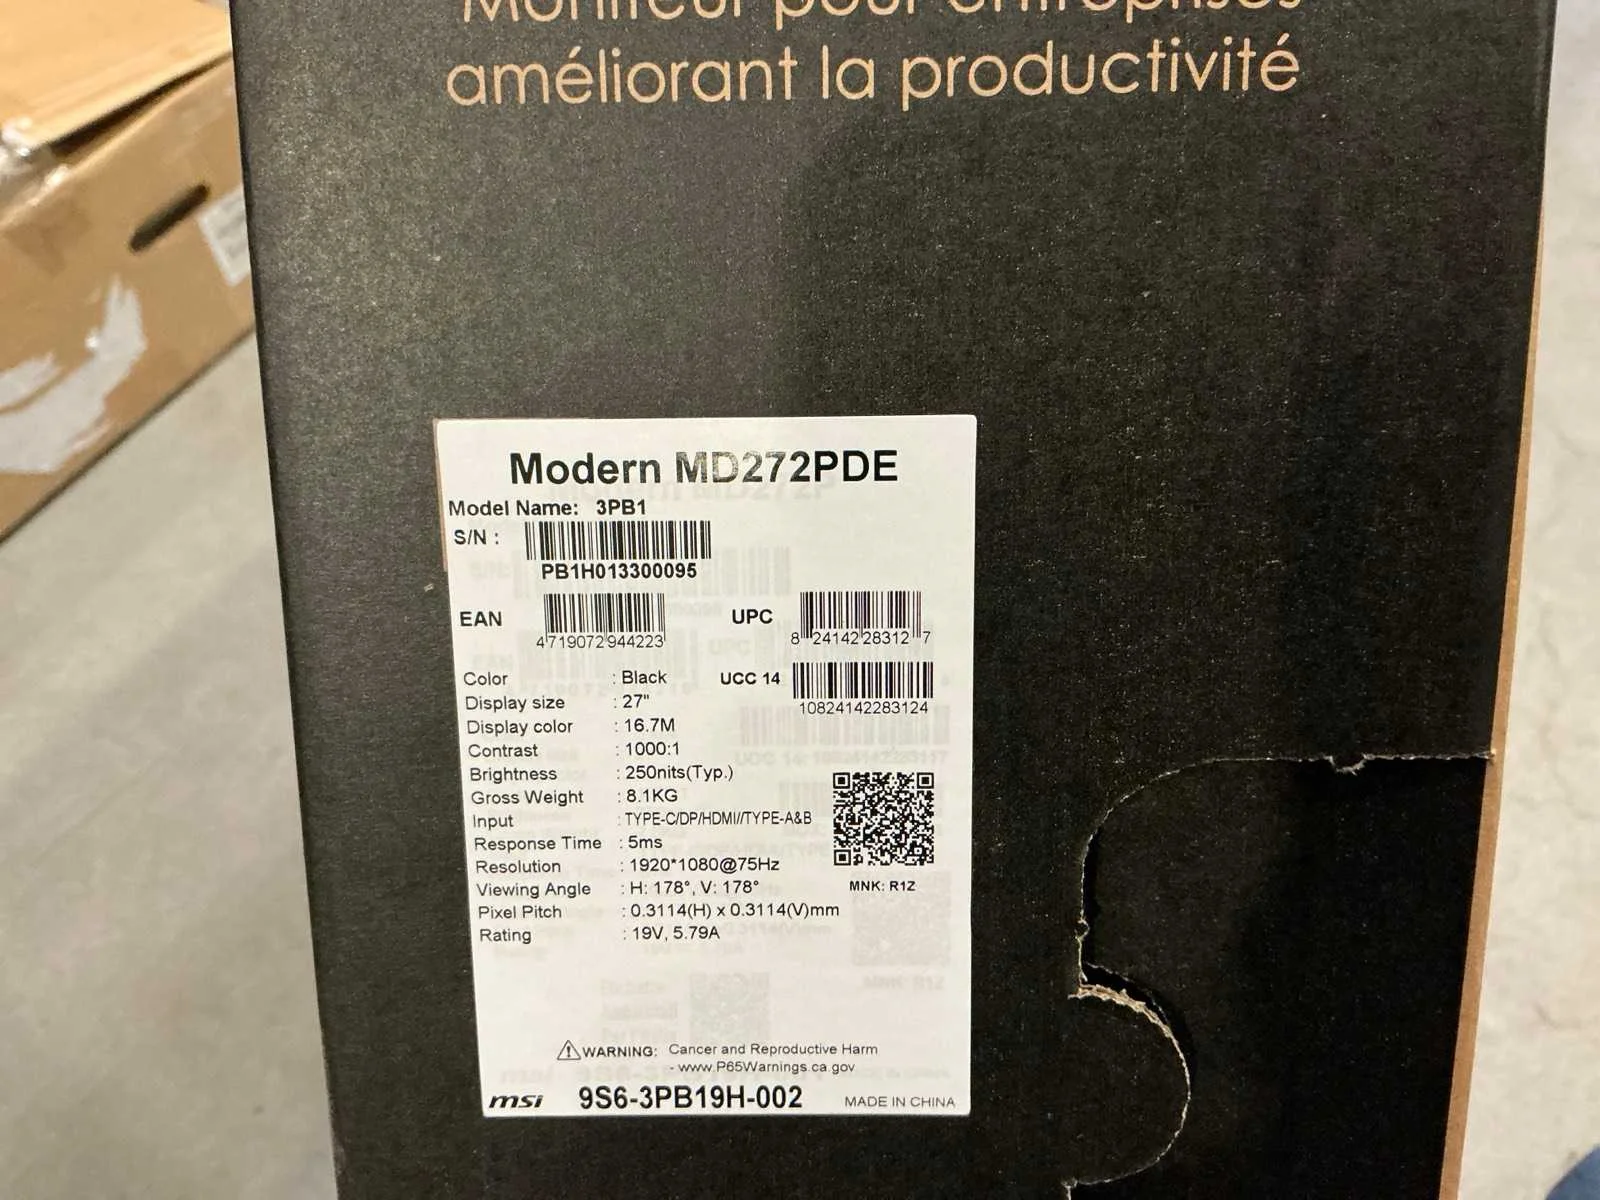 Moniteur pour entreprises
améliorant la productivité
Modern MD272PDE
Model Name: 3PB1
S/N :
PB1H013300095
EAN
4719072944223
UPC
8 2414228312 7
Color : Black
UCC 14
10824142283124
Display size : 27"
Display color : 16.7M
Contrast : 1000:1
Brightness : 250nits(Typ.)
Gross Weight : 8.1KG
Input : TYPE-C/DP/HDMI//TYPE-A&B
Response Time : 5ms
Resolution : 1920*1080@75Hz
Viewing Angle : H: 178°, V: 178°
Pixel Pitch : 0.3114(H) x 0.3114(V)mm
Rating : 19V, 5.79A
MNK: R1Z
WARNING: Cancer and Reproductive Harm
- www.P65Warnings.ca.gov
msi 9S6-3PB19H-002 MADE IN CHINA